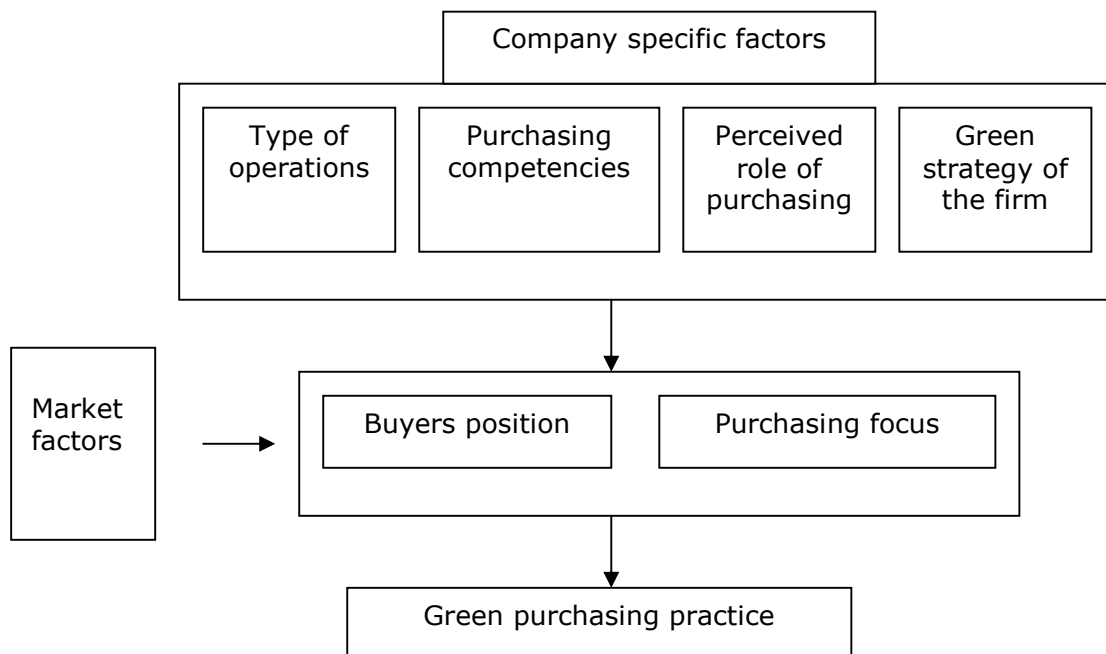 Company specific factors
Type of
operations
Purchasing
competencies
Perceived
role of
purchasing
Green
strategy of
the firm
Market
factors
Buyers position
Purchasing focus
Green purchasing practice